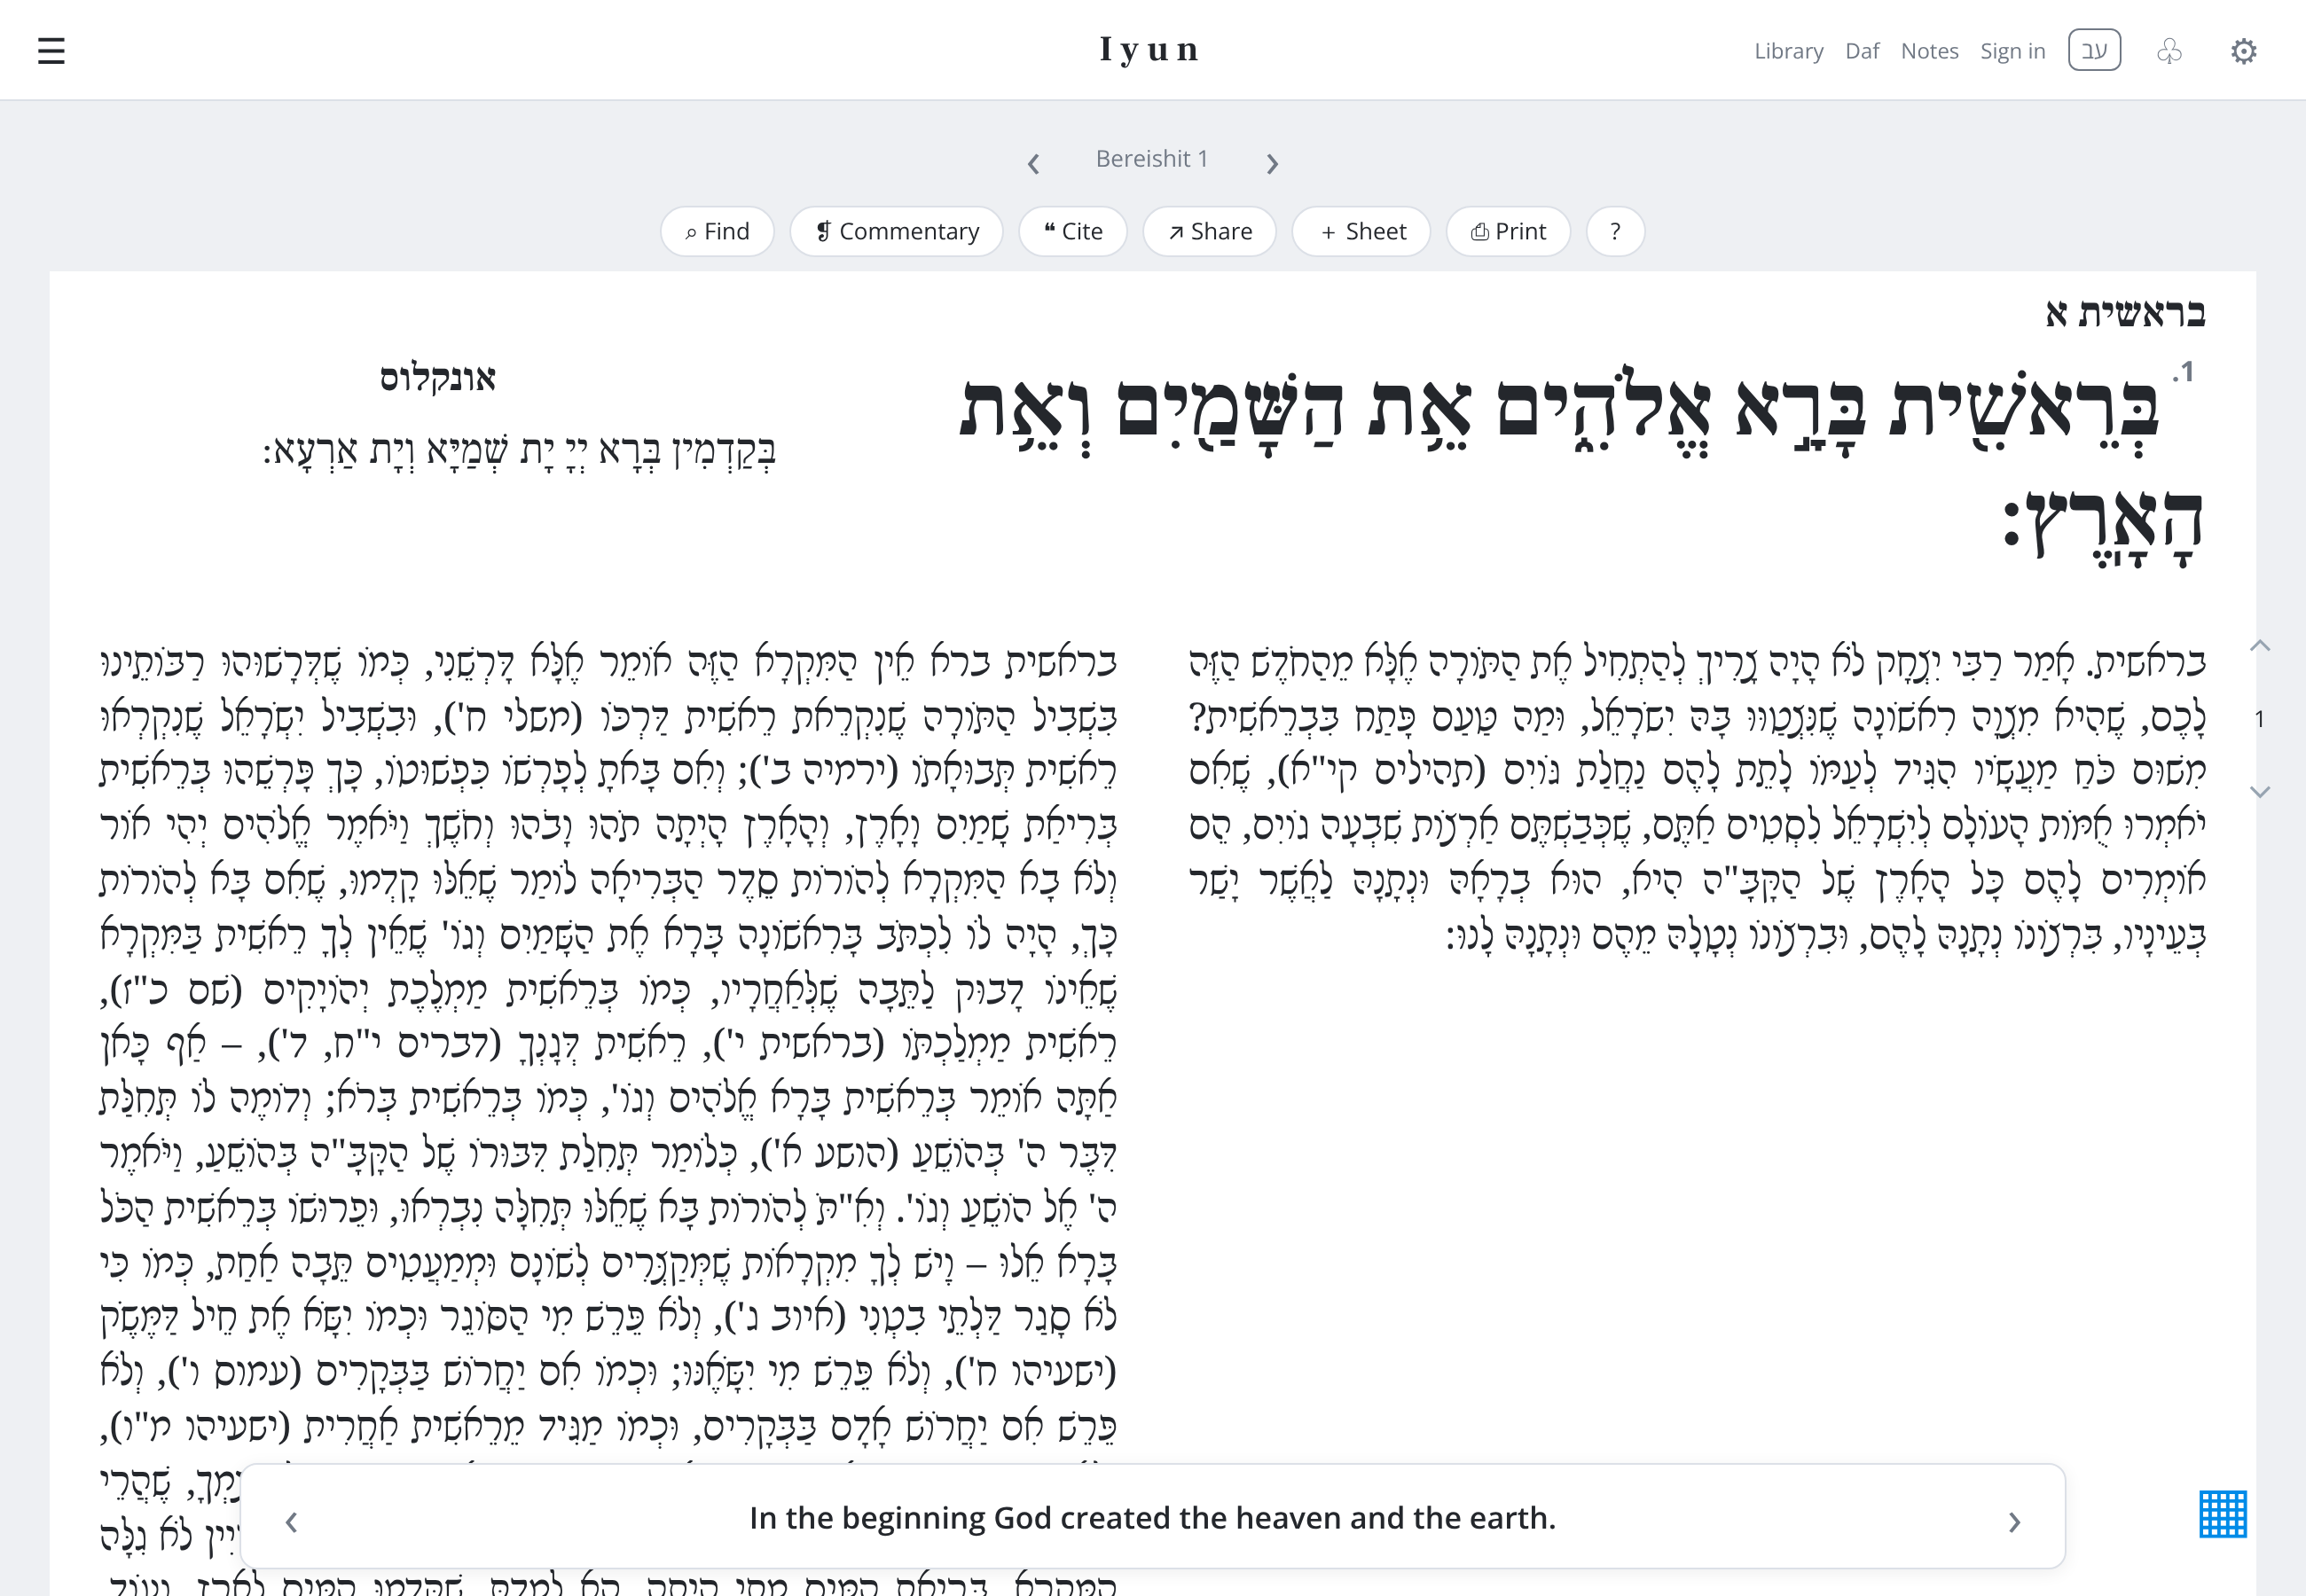 ☰ Iyun Library Daf Notes Sign in עב
‹ Bereishit 1 ›
Find Commentary Cite Share + Sheet Print ?
בראשית א
1. בְּרֵאשִׁ֖ית בָּרָ֣א אֱלֹהִ֑ים אֵ֥ת הַשָּׁמַ֖יִם וְאֵ֥ת
הָאָֽרֶץ׃
אונקלוס
בְּקַדְמִין בְּרָא יְיָ יָת שְׁמַיָּא וְיָת אַרְעָא:
בראשית. אָמַר רַבִּי יִצְחָק לֹא הָיָה צָרִיךְ לְהַתְחִיל אֶת הַתּוֹרָה אֶלָּא מֵהַחֹדֶשׁ הַזֶּה
לָכֶם, שֶׁהִיא מִצְוָה רִאשׁוֹנָה שֶׁנִּצְטַוּוּ בָּהּ יִשׂרָאֵל, וּמַה טַּעַם פָּתַח בִּבְרֵאשִׁית?
מִשׁוּם כֹּחַ מַעֲשָׂיו הִגִּיד לְעַמּוֹ לָתֵת לָהֶם נַחֲלַת גּוֹיִם (תהילים קי"א), שֶׁאִם
יֹאמְרוּ אֻמּוֹת הָעוֹלָם לְיִשְׂרָאֵל לִסְטִים אַתֶּם, שֶׁכְּבַשְׁתֶּם אַרְצוֹת שִׁבְעָה גוֹיִם, הֵם
אוֹמְרִים לָהֶם כָּל הָאָרֶץ שֶׁל הַקָּבָּ"ה הִיא, הוּא בְרָאָהּ וּנְתָנָהּ לַאֲשֶׁר יָשַׁר
בְּעֵינָיו, בִּרְצוֹנוֹ נְתָנָהּ לָהֶם, וּבִרְצוֹנוֹ נְטָלָהּ מֵהֶם וּנְתָנָהּ לָנוּ:
1
בראשית ברא אֵין הַמִּקְרָא הַזֶּה אוֹמֵר אֶלָּא דָּרְשֵׁנִי, כְּמוֹ שֶׁדְּרָשׁוּהוּ רַבּוֹתֵינוּ
בִּשְׁבִיל הַתּוֹרָה שֶׁנִקְרֵאת רֵאשִׁית דַּרְכּוֹ (משלי ח'), וּבִשְׁבִיל יִשְׂרָאֵל שֶׁנִקְרְאוּ
רֵאשִׁית תְּבוּאָתוֹ (ירמיה ב'); וְאִם בָּאתָ לְפָרְשׁוֹ כִּפְשׁוּטוֹ, כָּךְ פָּרְשֵׁהוּ בְּרֵאשִׁית
בְּרִיאַת שָׁמַיִם וָאָרֶץ, וְהָאָרֶץ הָיְתָה תֹהוּ וָבֹהוּ וְחֹשֶׁךְ וַיֹּאמֶר אֱלֹהִים יְהִי אוֹר
וְלֹא בָא הַמִּקְרָא לְהוֹרוֹת סֵדֶר הַבְּרִיאָה לוֹמַר שֶׁאֵלּוּ קָדְמוּ, שֶׁאִם בָּא לְהוֹרוֹת
כָּךְ, הָיָה לוֹ לִכְתֹּב בָּרִאשׁוֹנָה בָּרָא אֶת הַשָּׁמַיִם וְגוֹ' שֶׁאֵין לְךָ רֵאשִׁית בַּמִּקְרָא
שֶׁאֵינוֹ דָבוּק לַתֵּבָה שֶׁלְּאַחֲרָיו, כְּמוֹ בְּרֵאשִׁית מַמְלֶכֶת יְהוֹיָקִים (שם כ"ז),
רֵאשִׁית מַמְלַכְתּוֹ (בראשית י'), רֵאשִׁית דְּגָנְךָ (דברים י"ח, ד'), – אַף כָּאן
אַתָּה אוֹמֵר בְּרֵאשִׁית בָּרָא אֱלֹהִים וְגוֹ', כְּמוֹ בְּרֵאשִׁית בְּרֹא; וְדוֹמֶה לוֹ תְּחִלַּת
דִּבֶּר ה' בְּהוֹשֵׁעַ (הושע א'), כְּלוֹמַר תְּחִלַּת דִּבּוּרוֹ שֶׁל הַקָּבָּ"ה בְּהוֹשֵׁעַ, וַיֹּאמֶר
ה' אֶל הוֹשֵׁעַ וְגוֹ'. וְאִ"תֹּ לְהוֹרוֹת בָּא שֶׁאֵלּוּ תְּחִלָּה נִבְרְאוּ, וּפֵרוּשׁוֹ בְּרֵאשִׁית הַכֹּל
בָּרָא אֵלּוּ – וְיֵשׁ לְךָ מִקְרָאוֹת שֶׁמְּקַצְּרִים לְשׁוֹנָם וּמְמַעֲטִים תֵּבָה אַחַת, כְּמוֹ כִּי
לֹא סָגַר דַּלְתֵי בִטְנִי (איוב ג'), וְלֹא פֵרֵשׁ מִי הַסּוֹגֵר וּכְמוֹ יִשָּׂא אֶת חֵיל דַּמֶּשֶׂק
(ישעיהו ח'), וְלֹא פֵּרֵשׁ מִי יִשָּׂאֶנּוּ; וּכְמוֹ אִם יַחֲרוֹשׁ בַּבְּקָרִים (עמוס ו'), וְלֹא
פֵּרֵשׁ אִם יַחֲרוֹשׁ אָדָם בַּבְּקָרִים, וּכְמוֹ מַגִּיד מֵרֵאשִׁית אַחֲרִית (ישעיהו מ"ו),
שֶׁהֲרֵי
לֹא גִלָּה
הַמִּקְרָא בְּרִיאַת הַמַּיִם מָתַי הָיְתָה הָא לָמַדְתָּ שֶׁקָּדְמוּ הַמַּיִם לָאָרֶץ וְעוֹד
‹ In the beginning God created the heaven and the earth. ›